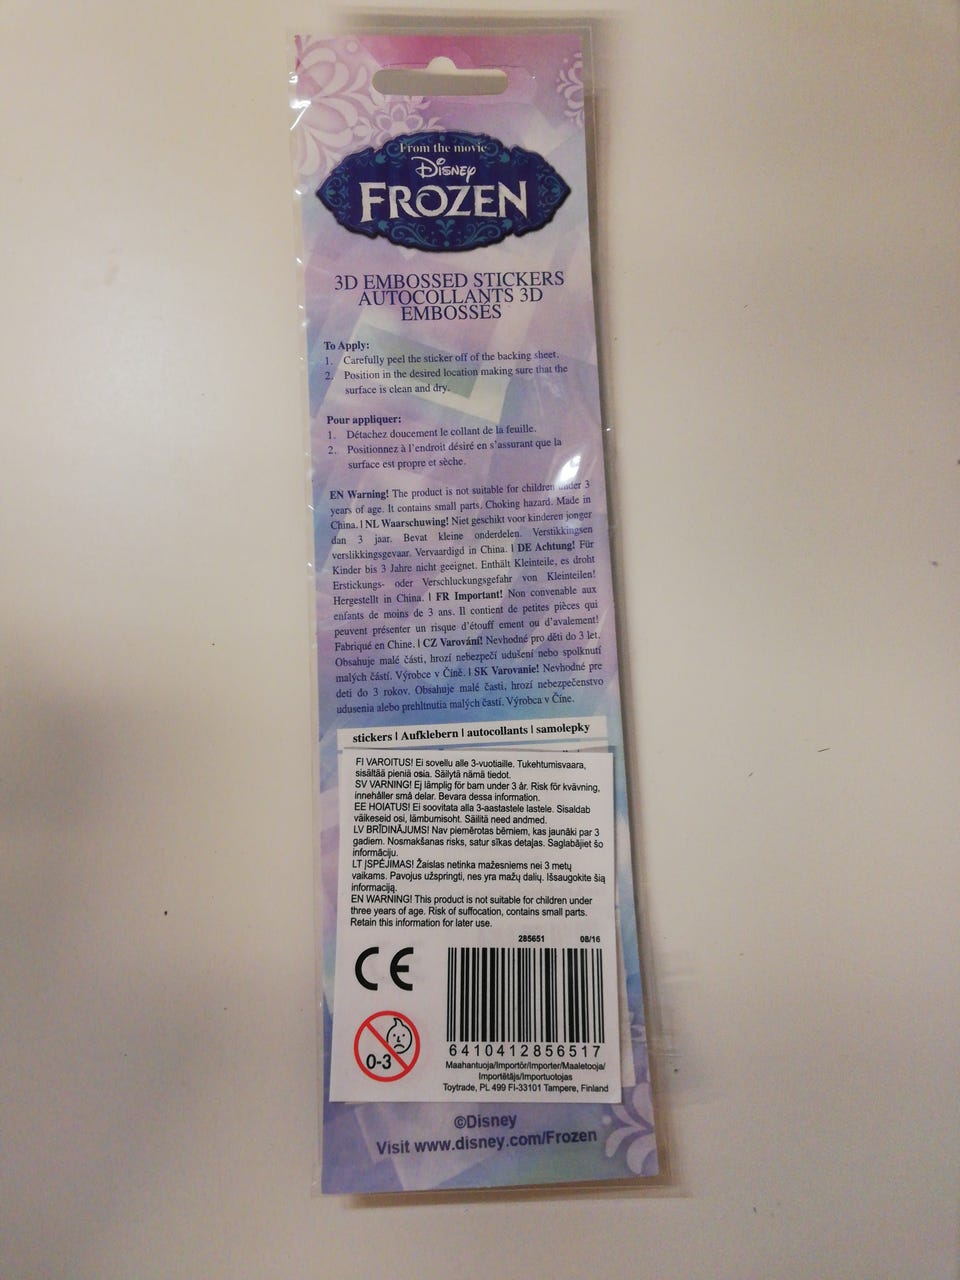 From the movie
Disney
FROZEN
3D EMBOSSED STICKERS
AUTOCOLLANTS 3D
EMBOSSÉS
To Apply:
1. Carefully peel the sticker off of the backing sheet.
2. Position in the desired location making sure that the
surface is clean and dry.
Pour appliquer:
1. Détachez doucement le collant de la feuille.
2. Positionnez à l'endroit désiré en s'assurant que la
surface est propre et sèche.
EN Warning! The product is not suitable for children under 3
years of age. It contains small parts. Choking hazard. Made in
China. | NL Waarschuwing! Niet geschikt voor kinderen jonger
dan 3 jaar. Bevat kleine onderdelen. Verstikkingsen
verslikkingsgevaar. Vervaardigd in China. | DE Achtung! Für
Kinder bis 3 Jahre nicht geeignet. Enthält Kleinteile, es droht
Erstickungs- oder Verschluckungsgefahr von Kleinteilen!
Hergestellt in China. | FR Important! Non convenable aux
enfants de moins de 3 ans. Il contient de petites pièces qui
peuvent présenter un risque d'étouff ement ou d'avalement!
Fabriqué en Chine. | CZ Varování! Nevhodné pro děti do 3 let.
Obsahuje malé části, hrozí nebezpečí udušení nebo spolknutí
malých částí. Výrobce v Číně. | SK Varovanie! Nevhodné pre
deti do 3 rokov. Obsahuje malé časti, hrozí nebezpečenstvo
udusenia alebo prehltnutia malých častí. Výrobca v Číne.
stickers | Aufklebern | autocollants | samolepky
FI VAROITUS! Ei sovellu alle 3-vuotiaille. Tukehtumisvaara,
sisältää pieniä osia. Säilytä nämä tiedot.
SV VARNING! Ej lämplig för barn under 3 år. Risk för kvävning,
innehåller små delar. Bevara dessa information.
EE HOIATUS! Ei soovitata alla 3-aastastele lastele. Sisaldab
väikeseid osi, lämbumisoht. Säilitä need andmed.
LV BRĪDINĀJUMS! Nav piemērotas bērniem, kas jaunāki par 3
gadiem. Nosmakšanas risks, satur sīkas detaļas. Saglabājiet šo
informāciju.
LT ĮSPĖJIMAS! Žaislas netinka mažesniems nei 3 metų
vaikams. Pavojus užspringti, nes yra mažų dalių. Išsaugokite šią
informaciją.
EN WARNING! This product is not suitable for children under
three years of age. Risk of suffocation, contains small parts.
Retain this information for later use.
285651 08/16
CE
0-3
6410412856517
Maahantuoja/Importör/Importer/Maaletooja/
Importētājs/Importuotojas
Toytrade, PL 499 FI-33101 Tampere, Finland
©Disney
Visit www.disney.com/Frozen